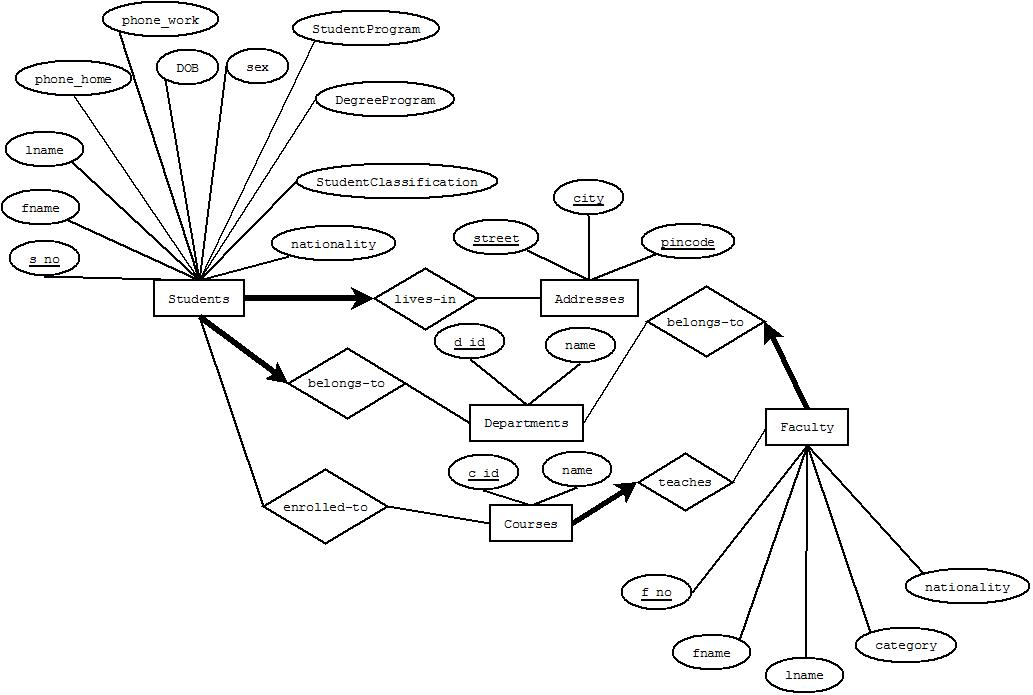 phone_work
StudentProgram
DOB
sex
phone_home
DegreeProgram
lname
StudentClassification
fname
city
street
pincode
nationality
s_no
Students
lives-in
Addresses
belongs-to
d_id
name
belongs-to
Departments
Faculty
c_id
name
teaches
enrolled-to
Courses
f_no
nationality
fname
category
lname